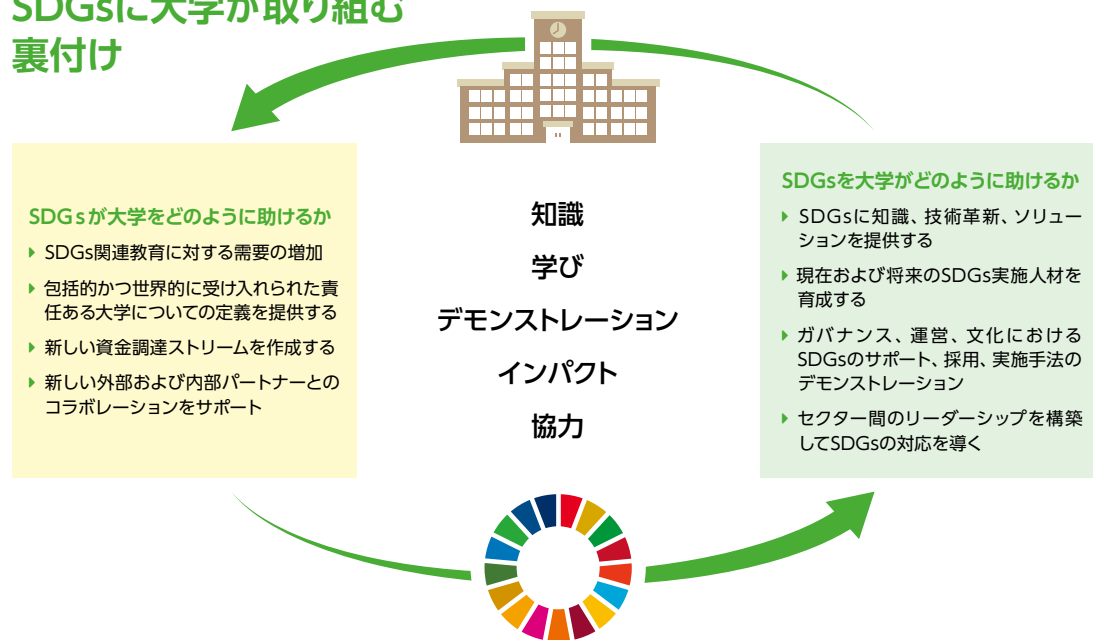 SDGsに大学が取り組む
裏付け
SDGsが大学をどのように助けるか
SDGs関連教育に対する需要の増加
包括的かつ世界的に受け入れられた責
任ある大学についての定義を提供する
新しい資金調達ストリームを作成する
新しい外部および内部パートナーとの
コラボレーションをサポート
知識
学び
デモンストレーション
インパクト
協力
SDGsを大学がどのように助けるか
SDGsに知識、技術革新、ソリュー
ションを提供する
現在および将来のSDGs実施人材を
育成する
ガバナンス、運営、文化における
SDGsのサポート、採用、実施手法の
デモンストレーション
セクター間のリーダーシップを構築
してSDGsの対応を導く